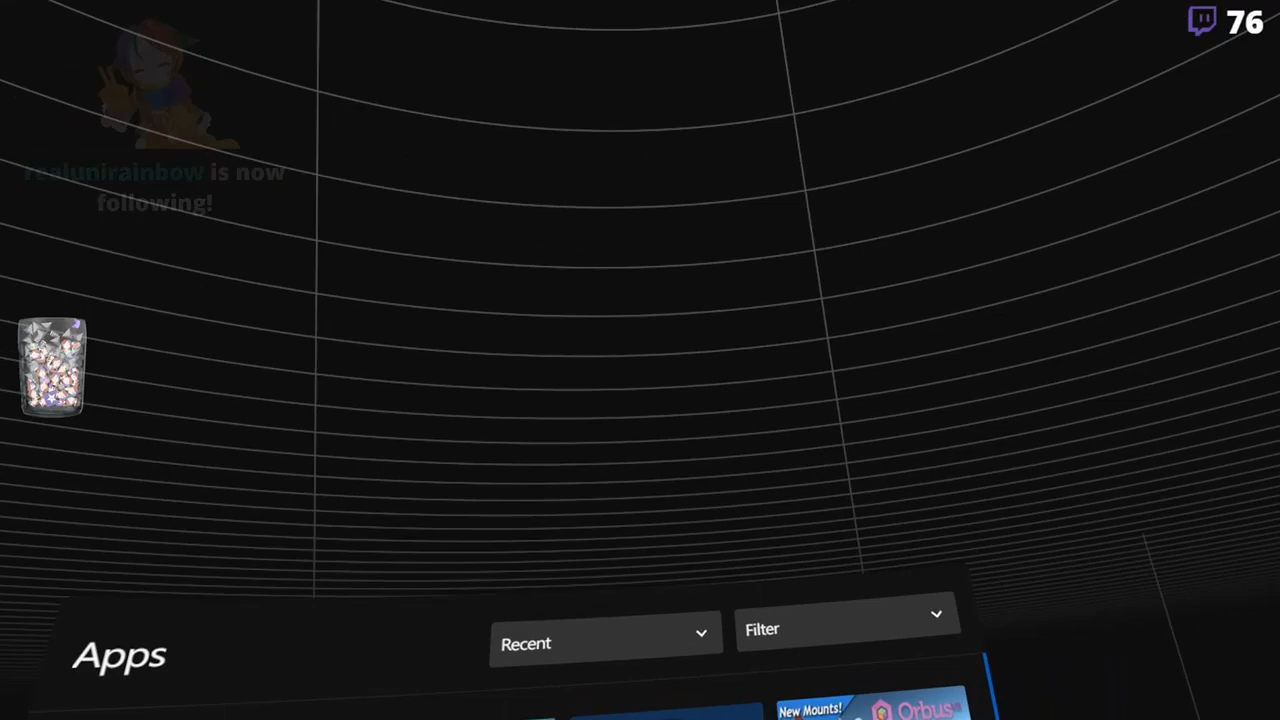 76
realunirainbow is now
following!
Apps
Recent
Filter
New Mounts!
Orbus